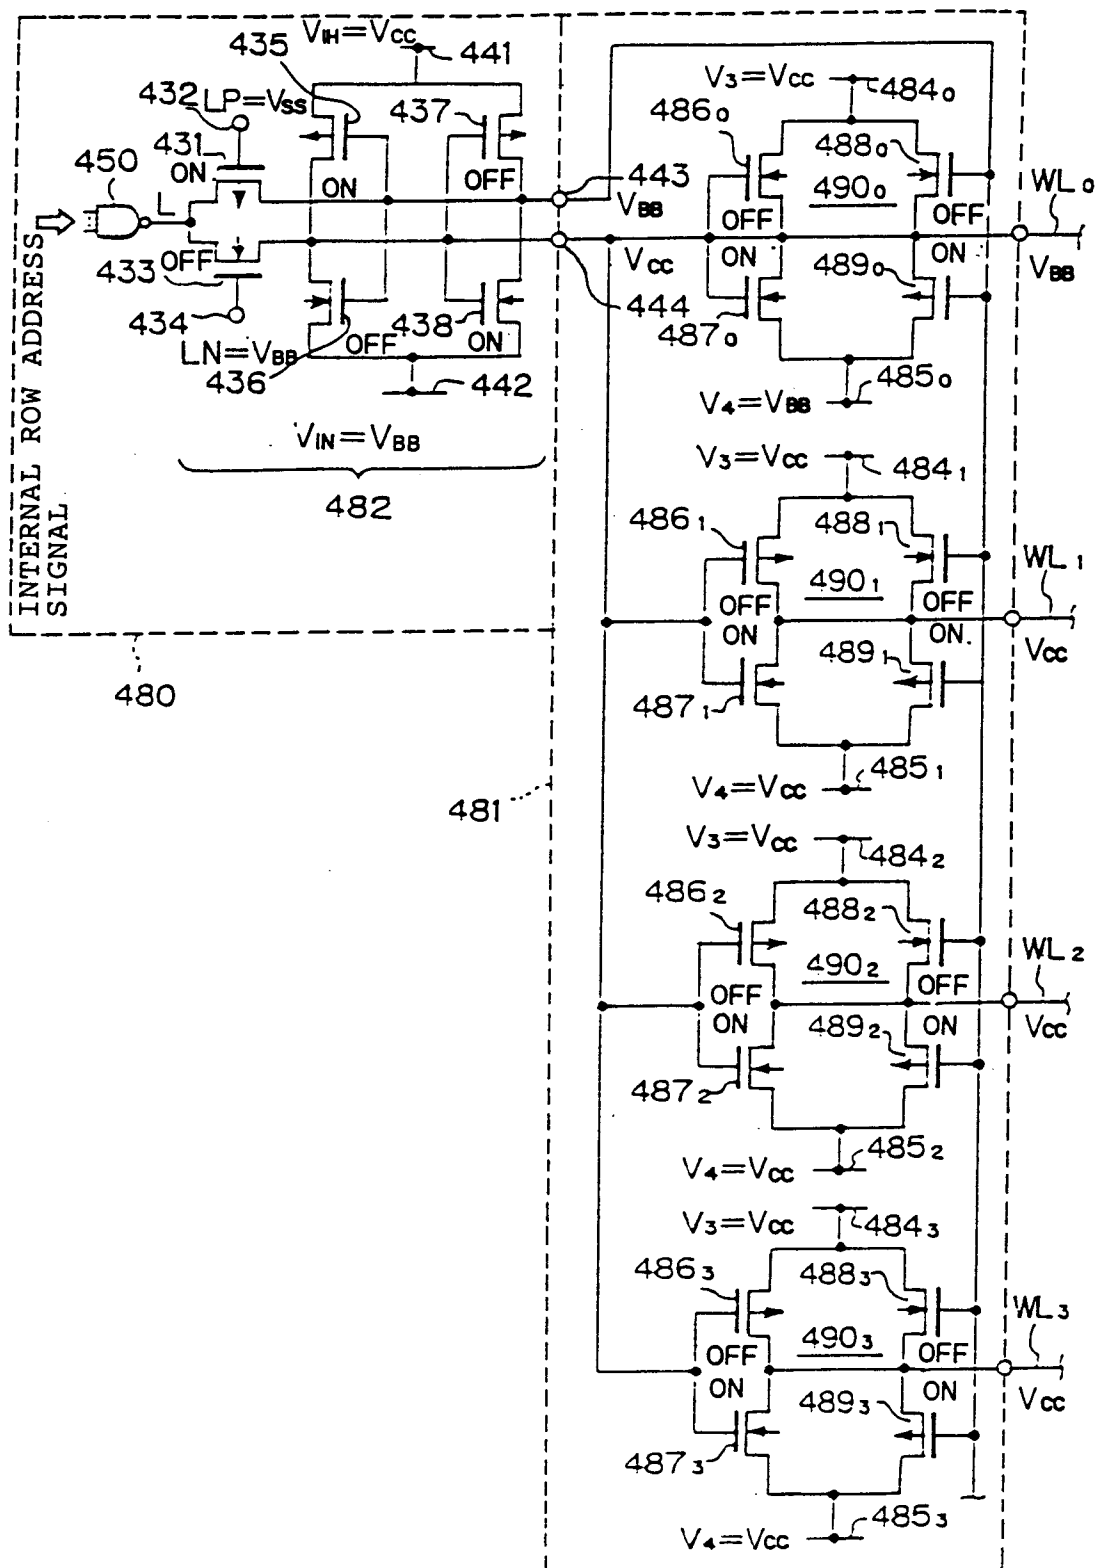 INTERNAL ROW ADDRESS
SIGNAL
450
L
432
LP=VSS
431
ON
OFF
433
434
LN=VBB
435
VIH=VCC
441
437
ON
OFF
443
VBB
VCC
444
436
OFF
438
ON
442
VIN=VBB
482
480
481
V3=VCC
4840
4860
4880
OFF
4900
OFF
ON
ON
4870
4890
V4=VBB
4850
WL0
VBB
V3=VCC
4841
4861
4881
OFF
4901
OFF
ON
ON.
4871
4891
V4=VCC
4851
WL1
VCC
V3=VCC
4842
4862
4882
OFF
4902
OFF
ON
ON
4872
4892
V4=VCC
4852
WL2
VCC
V3=VCC
4843
4863
4883
OFF
4903
OFF
ON
ON
4873
4893
V4=VCC
4853
WL3
VCC